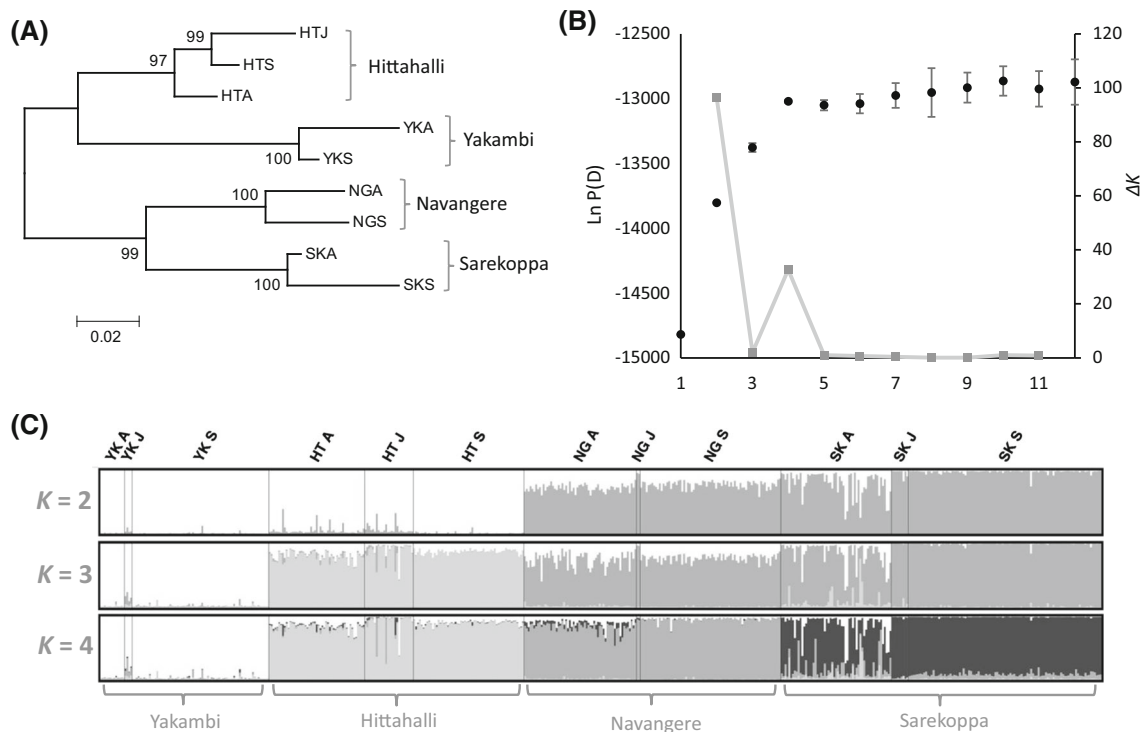 (A)
99
HTJ
97
HTS
Hittahalli
HTA
YKA
Yakambi
100
YKS
100
NGA
Navangere
NGS
99
SKA
Sarekoppa
100
SKS
0.02
(B)
-12500
-13000
-13500
-14000
-14500
-15000
Ln P(D)
120
100
80
60
40
20
0
ΔK
1 3 5 7 9 11
(C)
YK A YK J YK S HT A HT J HT S NG A NG J NG S SK A SK J SK S
K = 2
K = 3
K = 4
Yakambi Hittahalli Navangere Sarekoppa